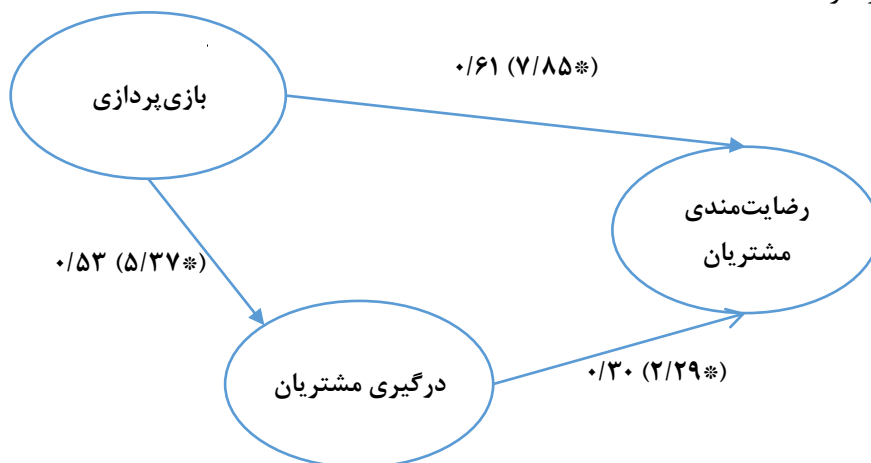 ۰/۶۱ (۷/۸۵*)
بازی‌پردازی
رضایت‌مندی
مشتریان
۰/۵۳ (۵/۳۷*)
۰/۳۰ (۲/۲۹*)
درگیری مشتریان